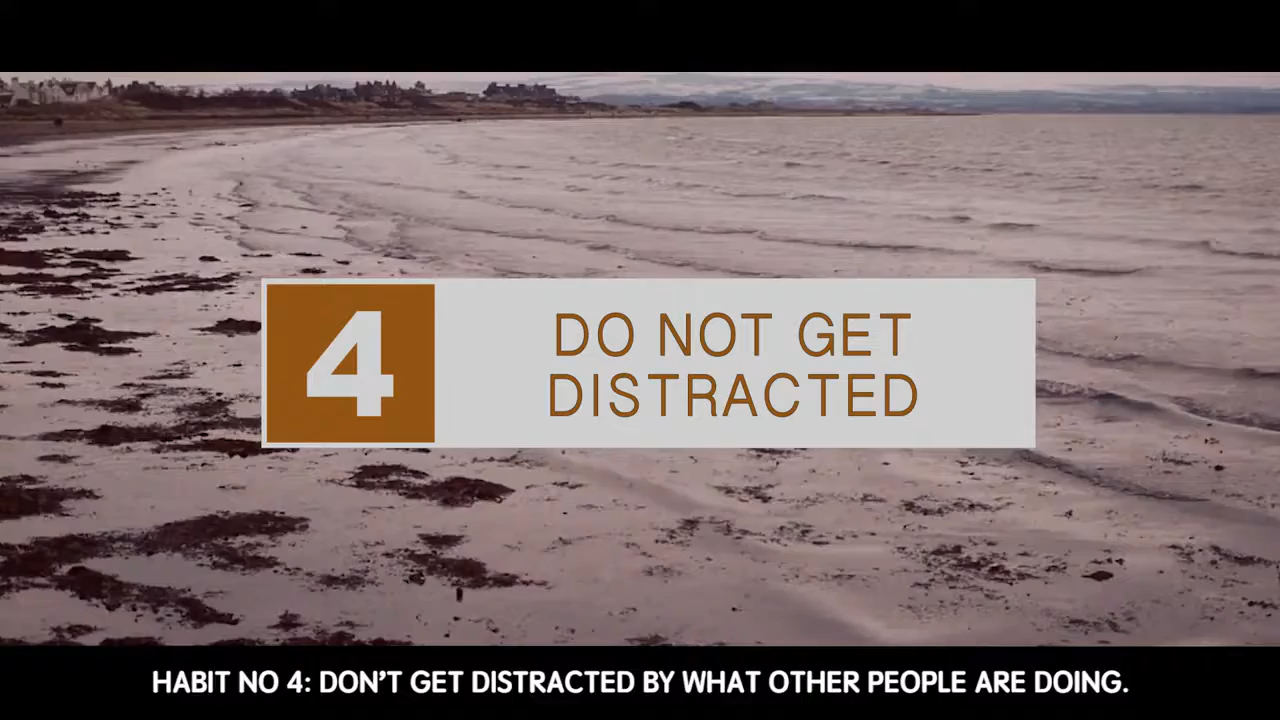 4
DO NOT GET
DISTRACTED
HABIT NO 4: DON'T GET DISTRACTED BY WHAT OTHER PEOPLE ARE DOING.